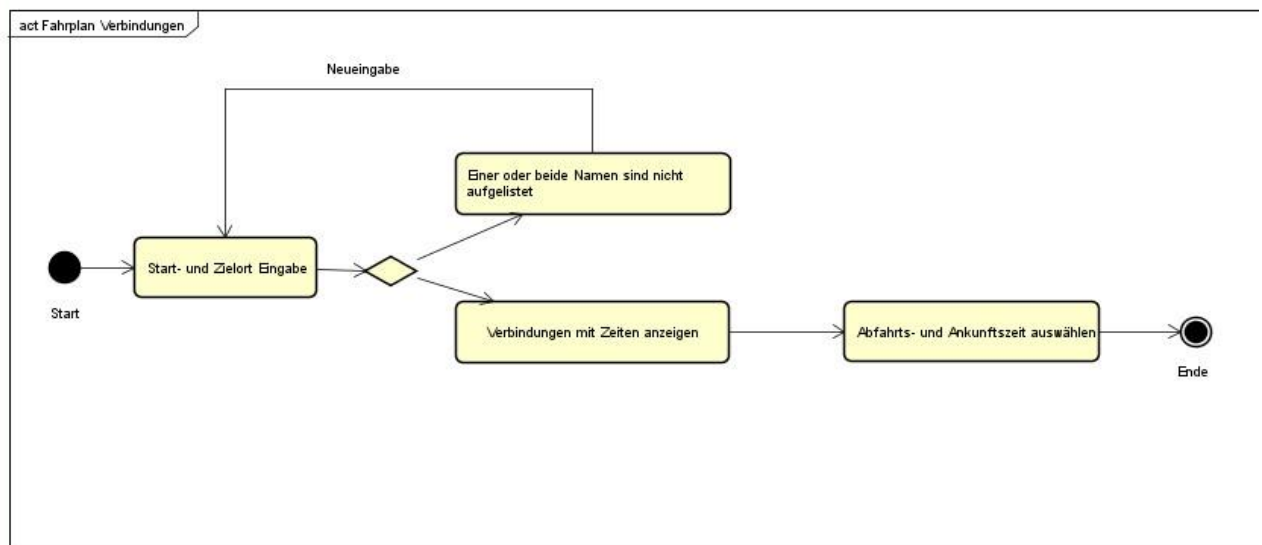 act Fahrplan Verbindungen
Neueingabe
Einer oder beide Namen sind nicht
aufgelistet
Start- und Zielort Eingabe
Start
Verbindungen mit Zeiten anzeigen
Abfahrts- und Ankunftszeit auswählen
Ende